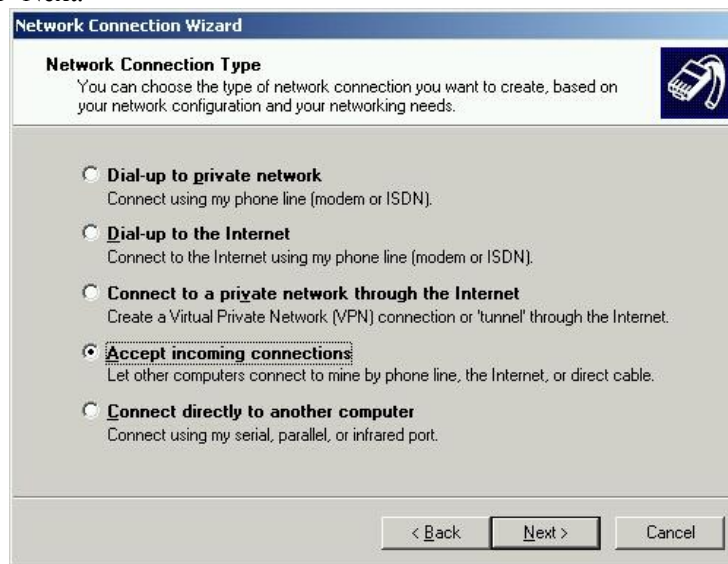 Network Connection Wizard
Network Connection Type
You can choose the type of network connection you want to create, based on
your network configuration and your networking needs.
Dial-up to private network
Connect using my phone line (modem or ISDN).
Dial-up to the Internet
Connect to the Internet using my phone line (modem or ISDN).
Connect to a private network through the Internet
Create a Virtual Private Network (VPN) connection or 'tunnel' through the Internet.
Accept incoming connections
Let other computers connect to mine by phone line, the Internet, or direct cable.
Connect directly to another computer
Connect using my serial, parallel, or infrared port.
< Back Next > Cancel